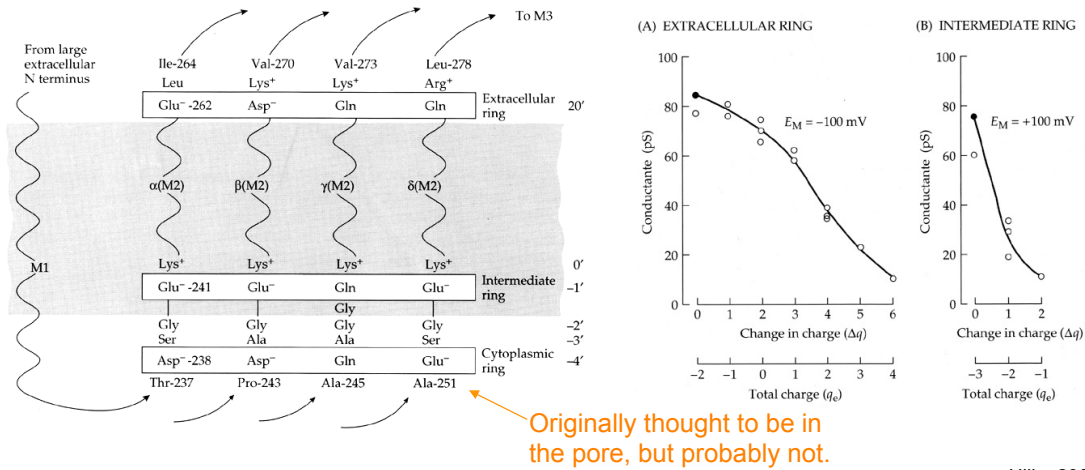 To M3
From large
extracellular
N terminus
Ile-264 Val-270 Val-273 Leu-278
Leu Lys⁺ Lys⁺ Arg⁺
Glu⁻ -262 Asp⁻ Gln Gln
Extracellular
ring
20′
α(M2) β(M2) γ(M2) δ(M2)
M1
Lys⁺ Lys⁺ Lys⁺ Lys⁺ 0′
Glu⁻ -241 Glu⁻ Gln Glu⁻
Intermediate
ring
-1′
Gly
Gly Gly Gly Gly -2′
Ser Ala Ala Ser -3′
Asp⁻ -238 Asp⁻ Gln Glu⁻
Cytoplasmic
ring
-4′
Thr-237 Pro-243 Ala-245 Ala-251
Originally thought to be in
the pore, but probably not.
(A) EXTRACELLULAR RING
100
80
60
40
20
0
Conductante (pS)
E_M = −100 mV
0 1 2 3 4 5 6
Change in charge (Δq)
−2 −1 0 1 2 3 4
Total charge (qₑ)
(B) INTERMEDIATE RING
100
80
60
40
20
0
Conductante (pS)
E_M = +100 mV
0 1 2
Change in charge (Δq)
−3 −2 −1
Total charge (qₑ)